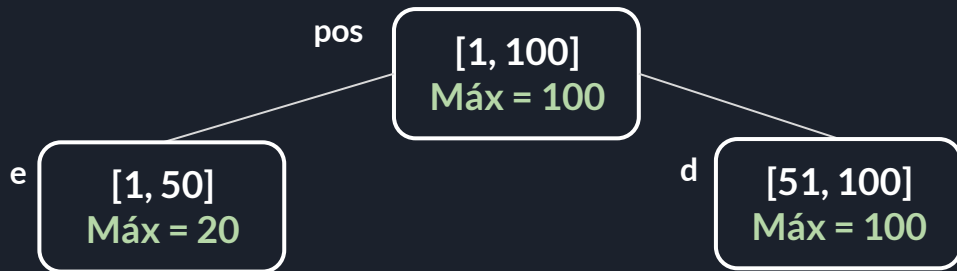 pos
[1, 100]
Máx = 100
e
[1, 50]
Máx = 20
d
[51, 100]
Máx = 100